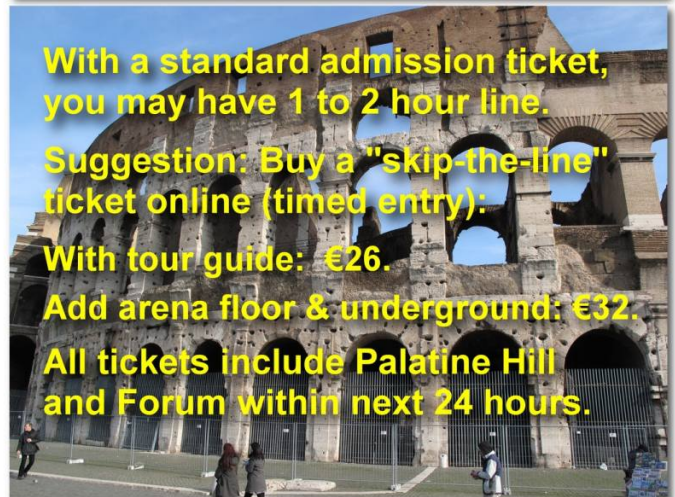 With a standard admission ticket,
you may have 1 to 2 hour line.
Suggestion: Buy a "skip-the-line"
ticket online (timed entry):
With tour guide:  €26.
Add arena floor & underground: €32.
All tickets include Palatine Hill
and Forum within next 24 hours.